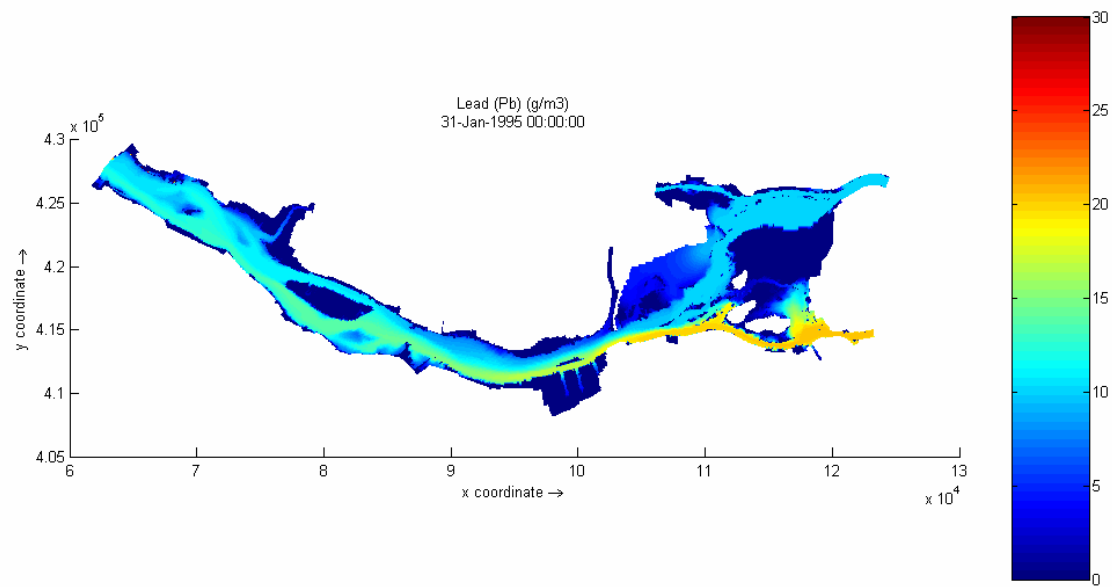 30
25
20
15
10
5
0
Lead (Pb) (g/m3)
31-Jan-1995 00:00:00
x 10^5
4.3
4.25
4.2
4.15
4.1
4.05
y coordinate →
6 7 8 9 10 11 12 13
x coordinate →
x 10^4